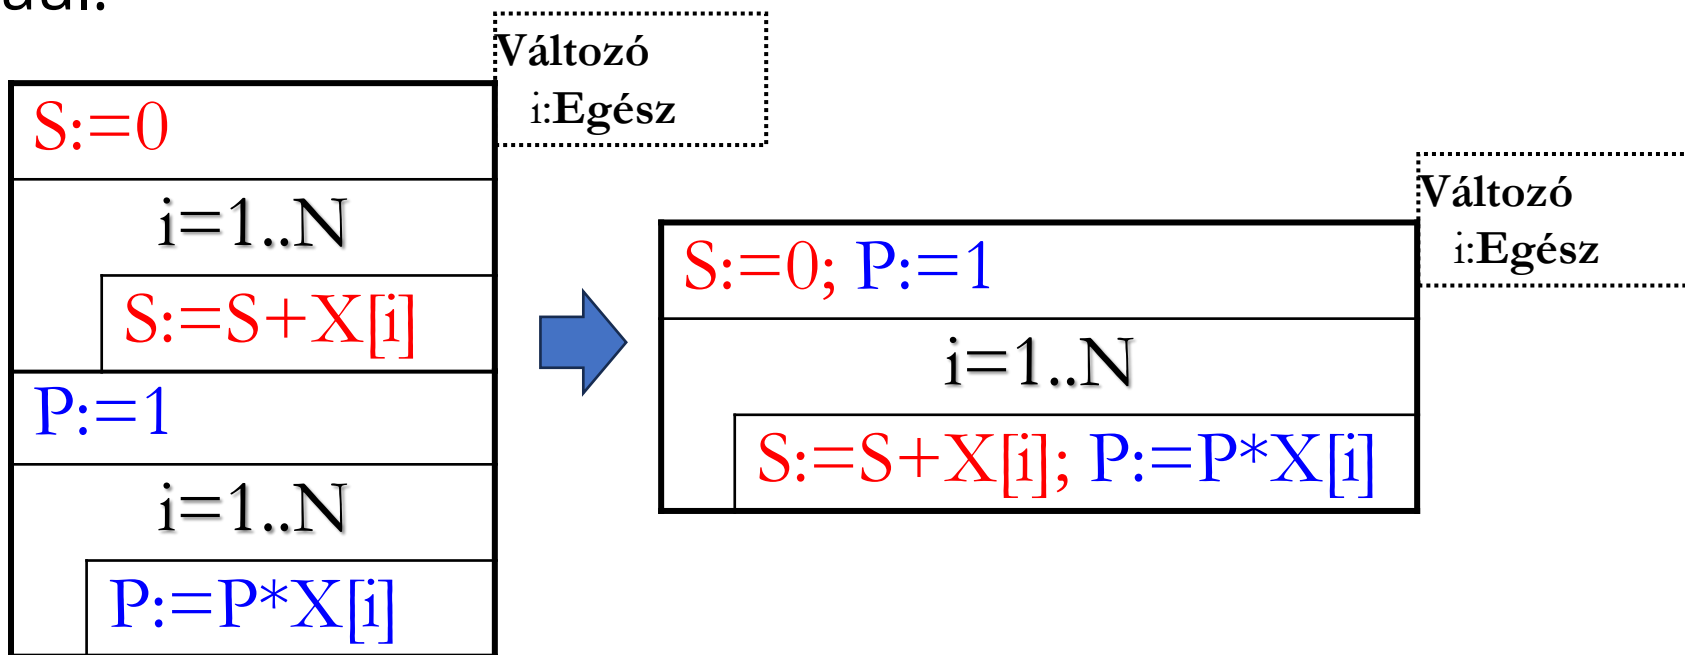 Változó
i:Egész
S:=0
i=1..N
S:=S+X[i]
P:=1
i=1..N
P:=P*X[i]
Változó
i:Egész
S:=0; P:=1
i=1..N
S:=S+X[i]; P:=P*X[i]